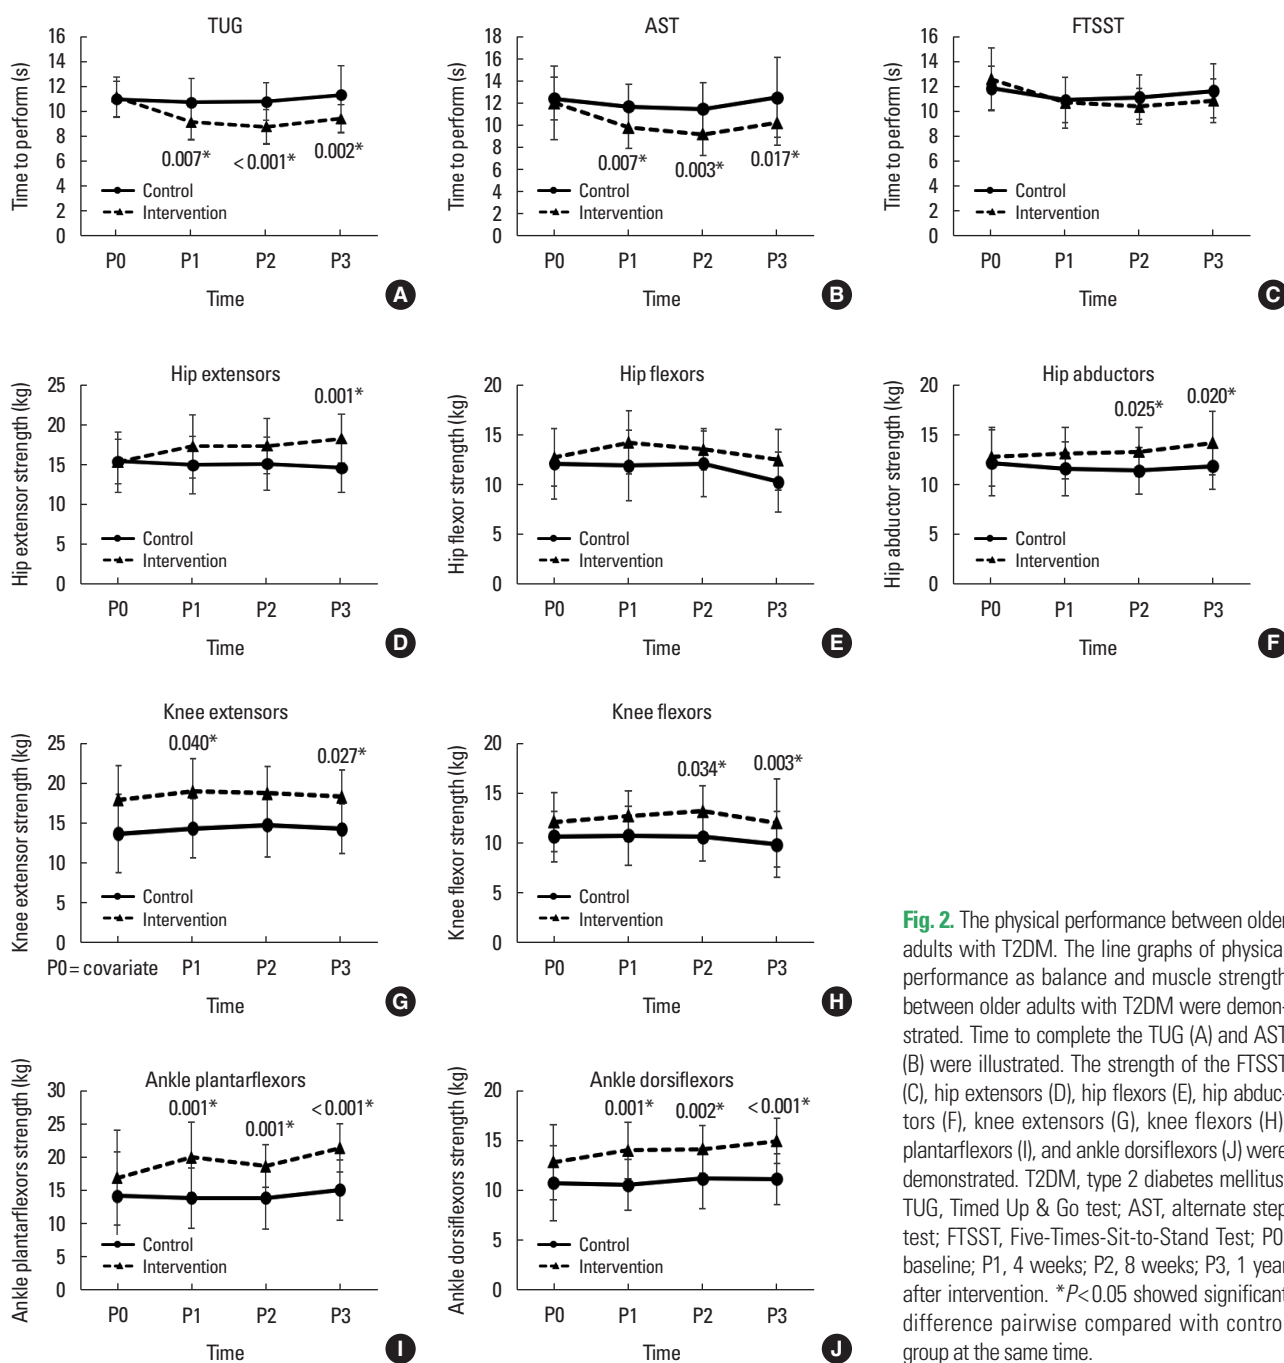 TUG
Time to perform (s)
16
14
12
10
8
6
4
2
0
0.007*
<0.001*
0.002*
Control
Intervention
P0
P1
P2
P3
Time
A
AST
Time to perform (s)
18
16
14
12
10
8
6
4
2
0
0.007*
0.003*
0.017*
Control
Intervention
P0
P1
P2
P3
Time
B
FTSST
Time to perform (s)
16
14
12
10
8
6
4
2
0
Control
Intervention
P0
P1
P2
P3
Time
C
Hip extensors
Hip extensor strength (kg)
25
20
15
10
5
0
0.001*
Control
Intervention
P0
P1
P2
P3
Time
D
Hip flexors
Hip flexor strength (kg)
20
15
10
5
0
Control
Intervention
P0
P1
P2
P3
Time
E
Hip abductors
Hip abductor strength (kg)
20
15
10
5
0
0.025*
0.020*
Control
Intervention
P0
P1
P2
P3
Time
F
Knee extensors
Knee extensor strength (kg)
25
20
15
10
5
0
0.040*
0.027*
Control
Intervention
P0=covariate
P1
P2
P3
Time
G
Knee flexors
Knee flexor strength (kg)
20
15
10
5
0
0.034*
0.003*
Control
Intervention
P0
P1
P2
P3
Time
H
Ankle plantarflexors
Ankle plantarflexors strength (kg)
30
25
20
15
10
5
0
0.001*
0.001*
<0.001*
Control
Intervention
P0
P1
P2
P3
Time
I
Ankle dorsiflexors
Ankle dorsiflexors strength (kg)
20
15
10
5
0
0.001*
0.002*
<0.001*
Control
Intervention
P0
P1
P2
P3
Time
J
Fig. 2. The physical performance between older
adults with T2DM. The line graphs of physical
performance as balance and muscle strength
between older adults with T2DM were demon-
strated. Time to complete the TUG (A) and AST
(B) were illustrated. The strength of the FTSST
(C), hip extensors (D), hip flexors (E), hip abduc-
tors (F), knee extensors (G), knee flexors (H)
plantarflexors (I), and ankle dorsiflexors (J) were
demonstrated. T2DM, type 2 diabetes mellitus
TUG, Timed Up & Go test; AST, alternate step
test; FTSST, Five-Times-Sit-to-Stand Test; P0
baseline; P1, 4 weeks; P2, 8 weeks; P3, 1 year
after intervention. *P<0.05 showed significant
difference pairwise compared with contro
group at the same time.